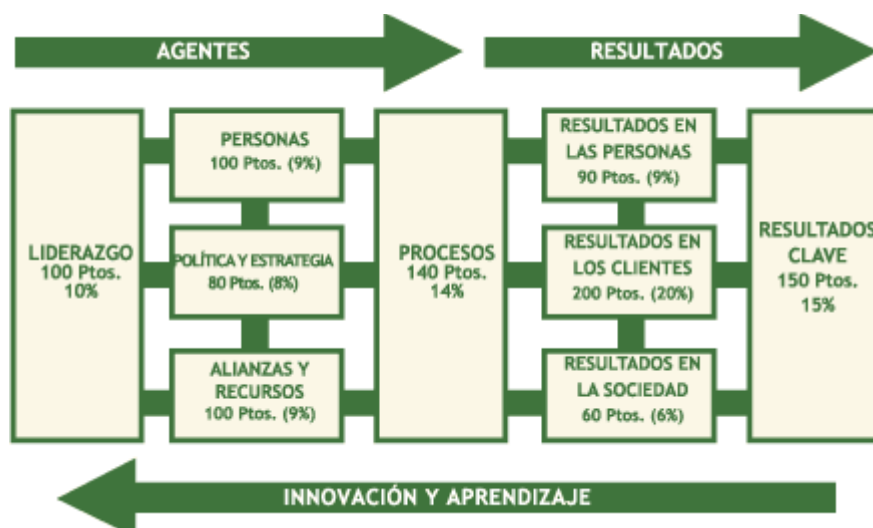 AGENTES
RESULTADOS
LIDERAZGO
100 Ptos.
10%
PERSONAS
100 Ptos. (9%)
POLÍTICA Y ESTRATEGIA
80 Ptos. (8%)
ALIANZAS Y
RECURSOS
100 Ptos. (9%)
PROCESOS
140 Ptos.
14%
RESULTADOS EN
LAS PERSONAS
90 Ptos. (9%)
RESULTADOS EN
LOS CLIENTES
200 Ptos. (20%)
RESULTADOS EN
LA SOCIEDAD
60 Ptos. (6%)
RESULTADOS
CLAVE
150 Ptos.
15%
INNOVACIÓN Y APRENDIZAJE